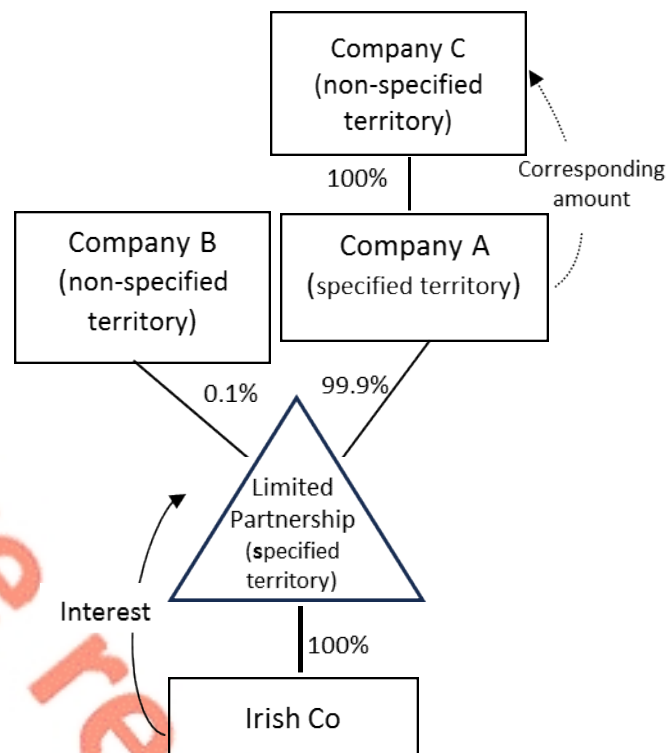 Company C
(non-specified
territory)
100%
Corresponding
amount
Company B
(non-specified
territory)
Company A
(specified territory)
0.1%
99.9%
Limited
Partnership
(specified
territory)
Interest
100%
Irish Co
e re